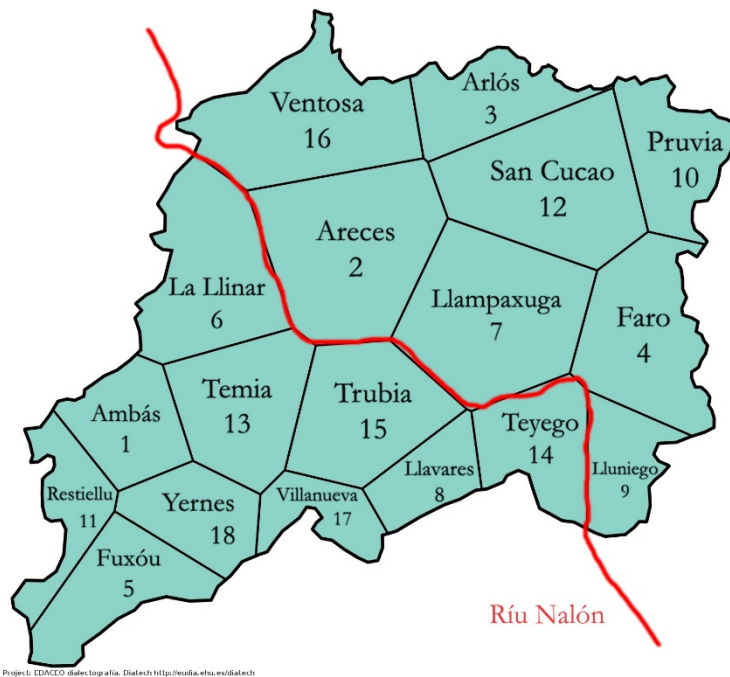 Arlós
3
Ventosa
16
Pruvia
10
San Cucao
12
Areces
2
La Llinar
6
Llampaxuga
7
Faro
4
Temia
13
Trubia
15
Ambás
1
Teyego
14
Llavares
8
Lluniego
9
Restiellu
11
Yernes
18
Villanueva
17
Fuxóu
5
Ríu Nalón
Project: EDACEO dialectografía. Diatech http://eudia.ehu.es/diatech